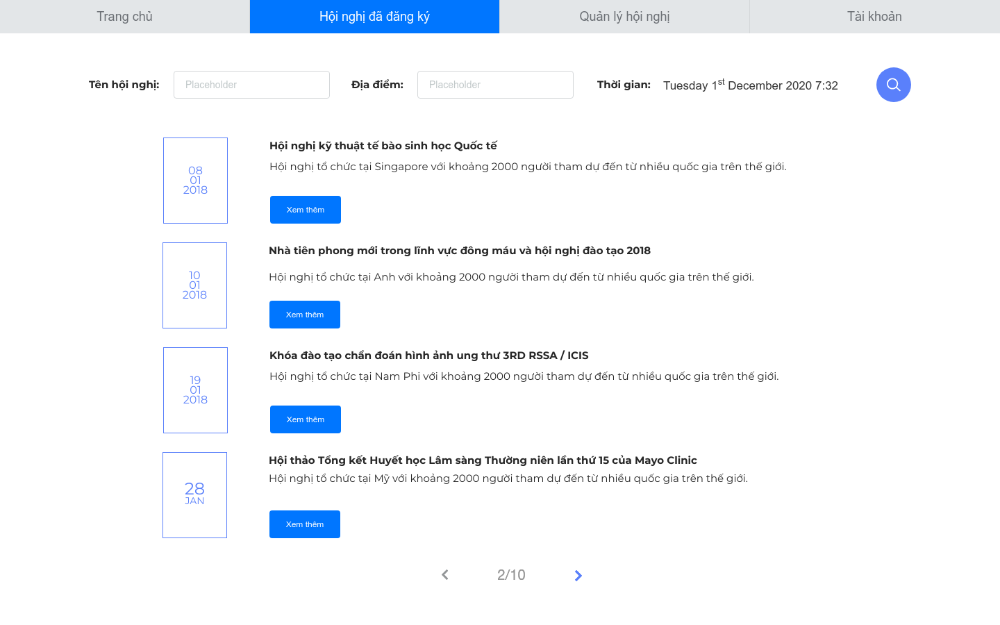 Trang chủ
Hội nghị đã đăng ký
Quản lý hội nghị
Tài khoản
Tên hội nghị:
Placeholder
Địa điểm:
Placeholder
Thời gian:
Tuesday 1st December 2020 7:32
08
01
2018
Hội nghị kỹ thuật tế bào sinh học Quốc tế
Hội nghị tổ chức tại Singapore với khoảng 2000 người tham dự đến từ nhiều quốc gia trên thế giới.
Xem thêm
10
01
2018
Nhà tiên phong mới trong lĩnh vực đông máu và hội nghị đào tạo 2018
Hội nghị tổ chức tại Anh với khoảng 2000 người tham dự đến từ nhiều quốc gia trên thế giới.
Xem thêm
19
01
2018
Khóa đào tạo chẩn đoán hình ảnh ung thư 3RD RSSA / ICIS
Hội nghị tổ chức tại Nam Phi với khoảng 2000 người tham dự đến từ nhiều quốc gia trên thế giới.
Xem thêm
28
JAN
Hội thảo Tổng kết Huyết học Lâm sàng Thường niên lần thứ 15 của Mayo Clinic
Hội nghị tổ chức tại Mỹ với khoảng 2000 người tham dự đến từ nhiều quốc gia trên thế giới.
Xem thêm
2/10